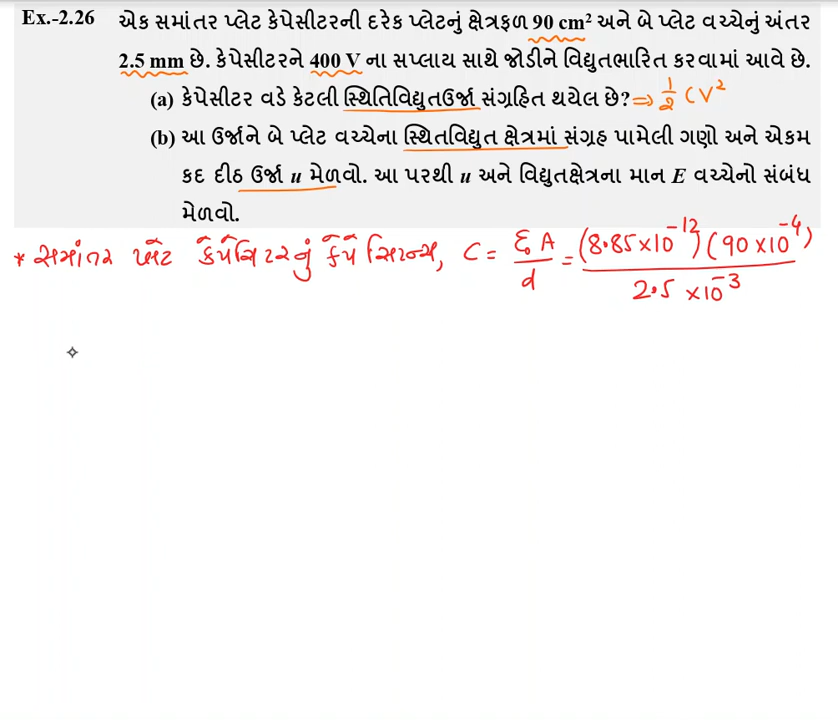 Ex.-2.26 એક સમાંતર પ્લેટ કેપેસીટરની દરેક પ્લેટનું ક્ષેત્રફળ 90 cm² અને બે પ્લેટ વચ્ચેનું અંતર
2.5 mm છે. કેપેસીટરને 400 V ના સપ્લાય સાથે જોડીને વિદ્યુતભારિત કરવામાં આવે છે.
(a) કેપેસીટર વડે કેટલી સ્થિતિવિદ્યુતઉર્જા સંગ્રહિત થયેલ છે? ⇒ 1/2 CV²
(b) આ ઉર્જાને બે પ્લેટ વચ્ચેના સ્થિતવિદ્યુત ક્ષેત્રમાં સંગ્રહ પામેલી ગણો અને એકમ
કદ દીઠ ઉર્જા u મેળવો. આ પરથી u અને વિદ્યુતક્ષેત્રના માન E વચ્ચેનો સંબંધ
મેળવો.
* સમાંતર પ્લેટ કેપેસિટરનું કેપેસિટન્સ, C = ξA/d = (8.85×10⁻¹²)(90×10⁻⁴)/2.5×10⁻³